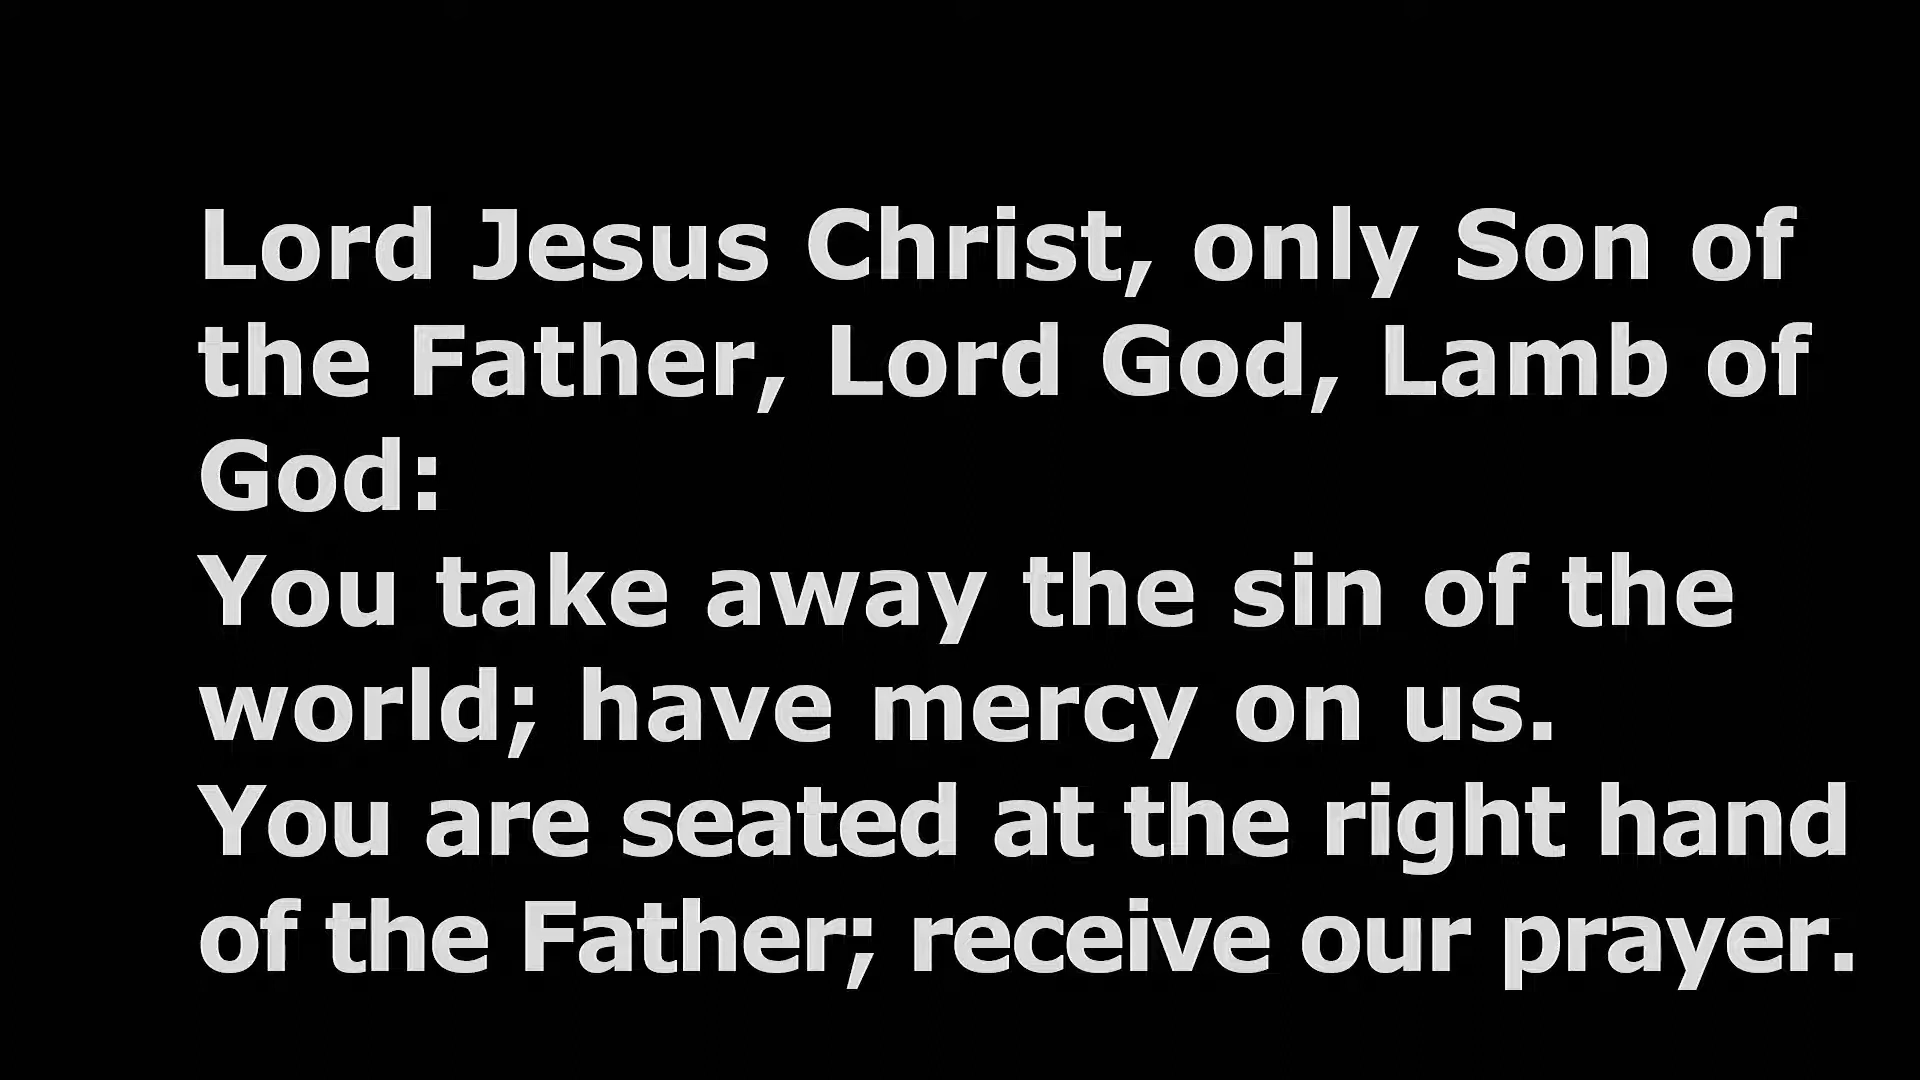 Lord Jesus Christ, only Son of
the Father, Lord God, Lamb of
God:
You take away the sin of the
world; have mercy on us.
You are seated at the right hand
of the Father; receive our prayer.